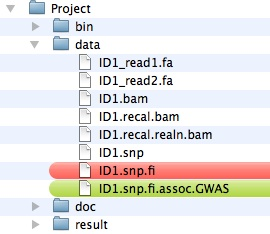 Project
bin
data
ID1_read1.fa
ID1_read2.fa
ID1.bam
ID1.recal.bam
ID1.recal.realn.bam
ID1.snp
ID1.snp.fi
ID1.snp.fi.assoc.GWAS
doc
result